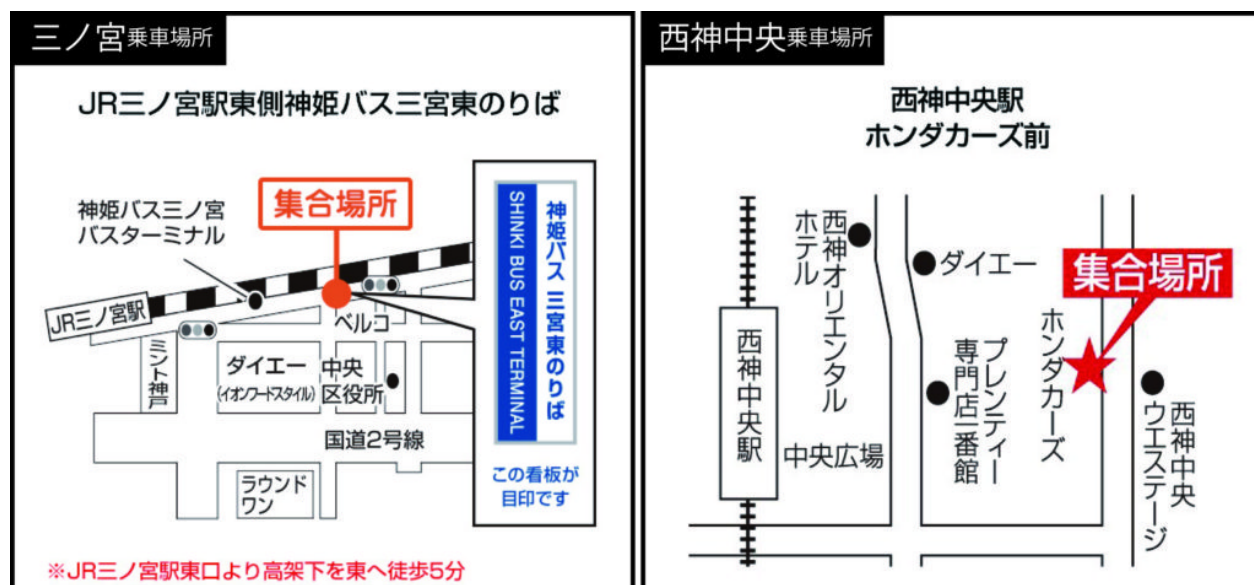 三ノ宮乗車場所
JR三ノ宮駅東側神姫バス三宮東のりば
神姫バス三ノ宮
バスターミナル
集合場所
JR三ノ宮駅
ミント神戸
ベルコ
ダイエー
(イオンフードスタイル)
中央
区役所
国道2号線
ラウンド
ワン
神姫バス 三宮東のりば
SHINKI BUS EAST TERMINAL
この看板が
目印です
※JR三ノ宮駅東口より高架下を東へ徒歩5分
西神中央乗車場所
西神中央駅
ホンダカーズ前
西神オリエンタル
ホテル
ダイエー
集合場所
西神中央駅
中央広場
プレンティー
専門店一番館
ホンダカーズ
西神中央
ウエステージ